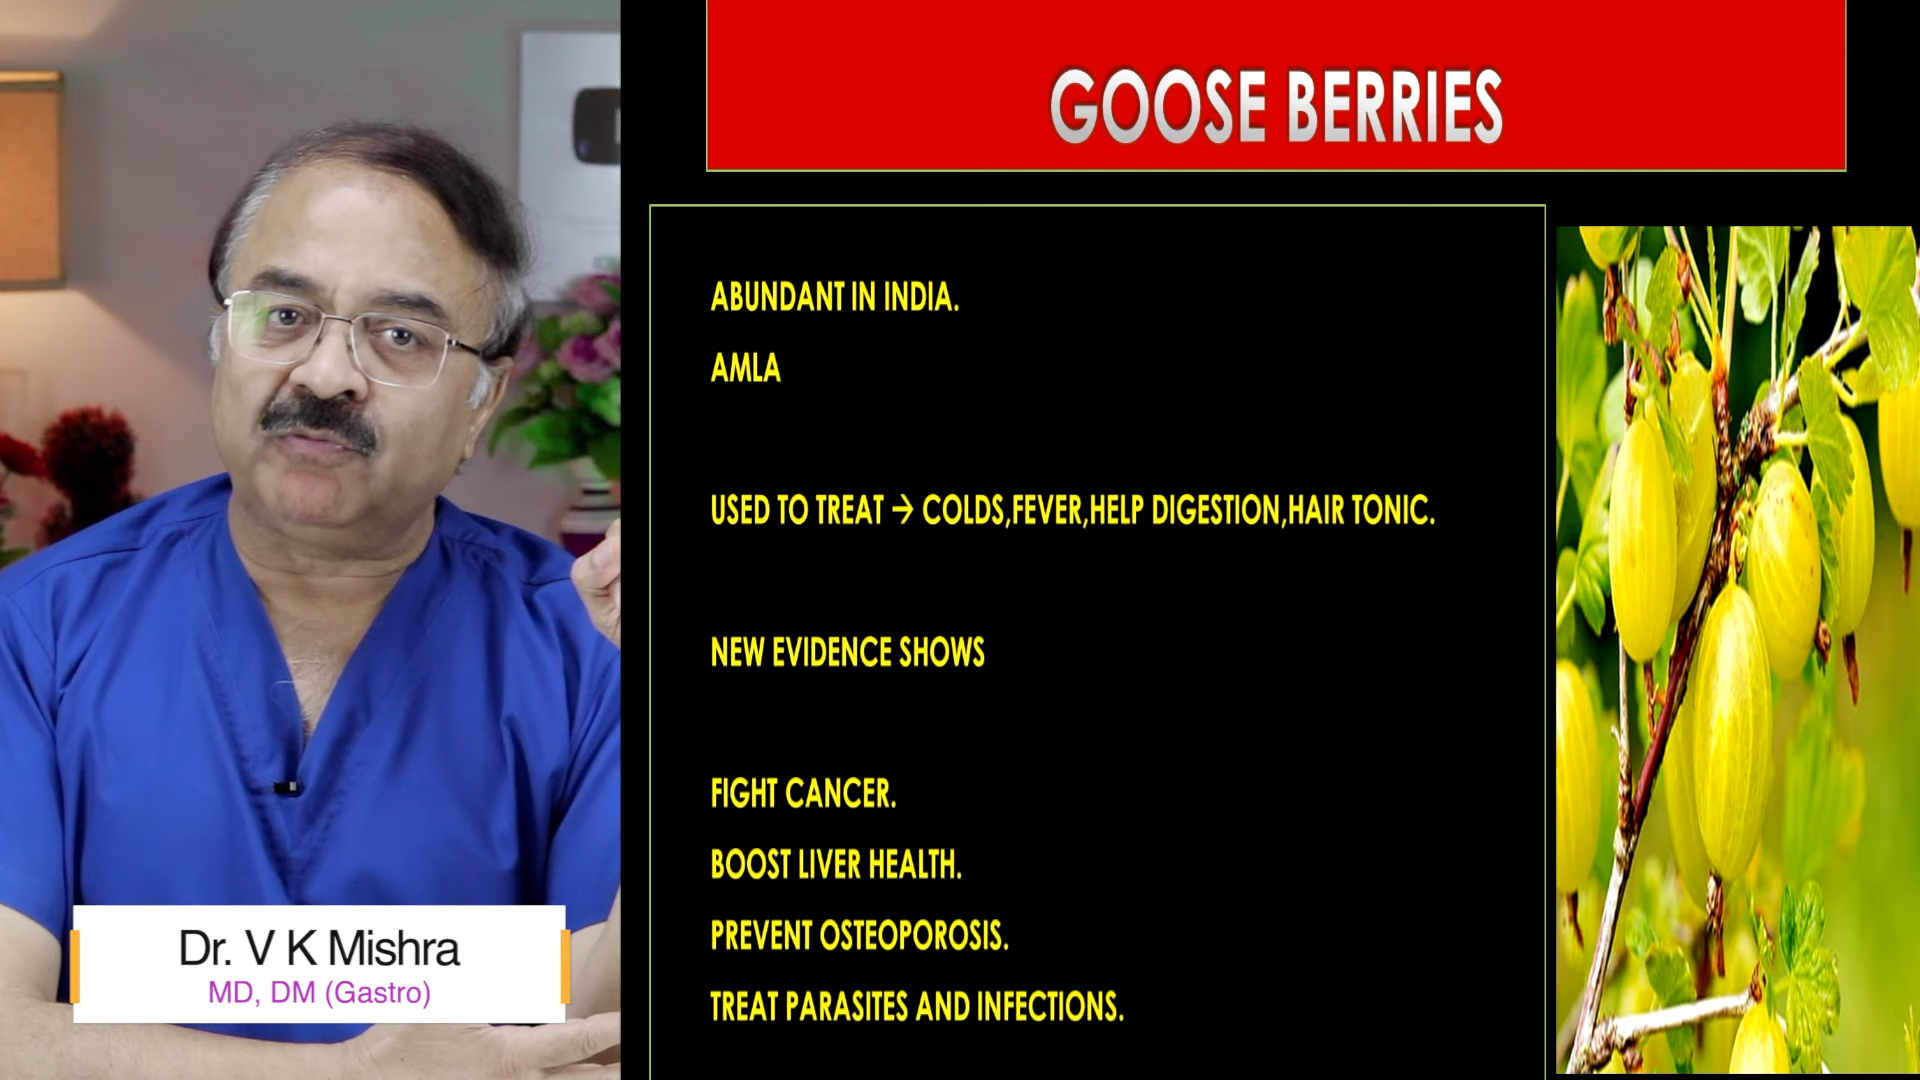 GOOSE BERRIES
ABUNDANT IN INDIA.
AMLA
USED TO TREAT → COLDS,FEVER,HELP DIGESTION,HAIR TONIC.
NEW EVIDENCE SHOWS
FIGHT CANCER.
BOOST LIVER HEALTH.
PREVENT OSTEOPOROSIS.
TREAT PARASITES AND INFECTIONS.
Dr. V K Mishra
MD, DM (Gastro)